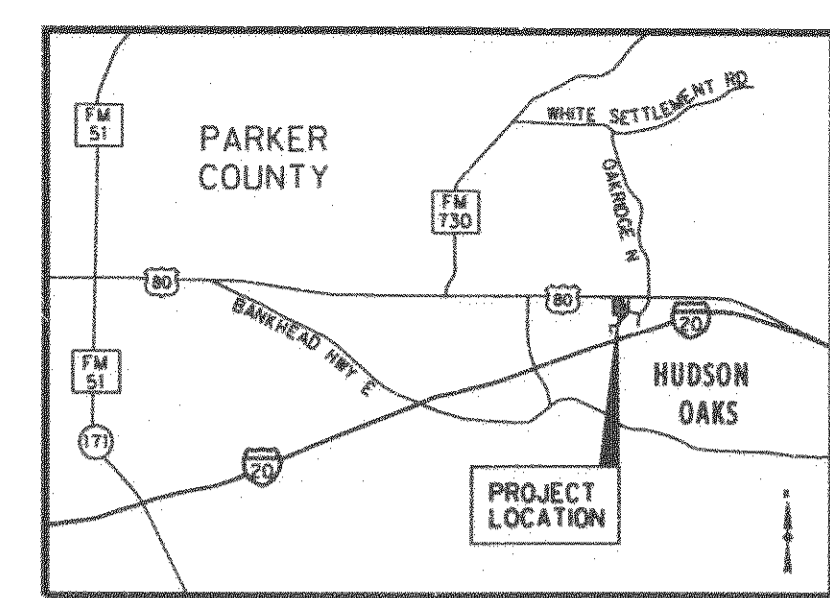 FM
51
PARKER
COUNTY
WHITE SETTLEMENT RD
OAKRIDGE N
FM
730
80
BANKHEAD HWY E
80
20
FM
51
HUDSON
OAKS
171
20
PROJECT
LOCATION